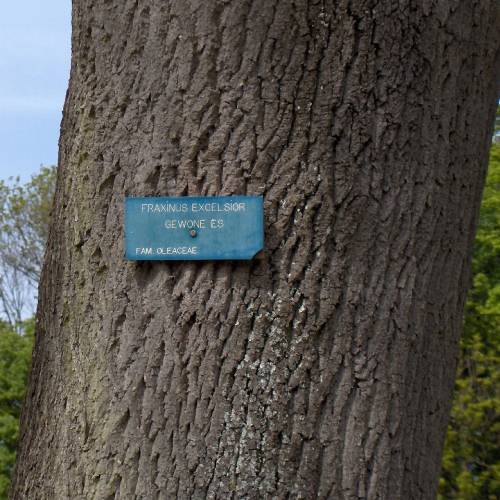 FRAXINUS EXCELSIOR
GEWONE ES
FAM. OLEACEAE